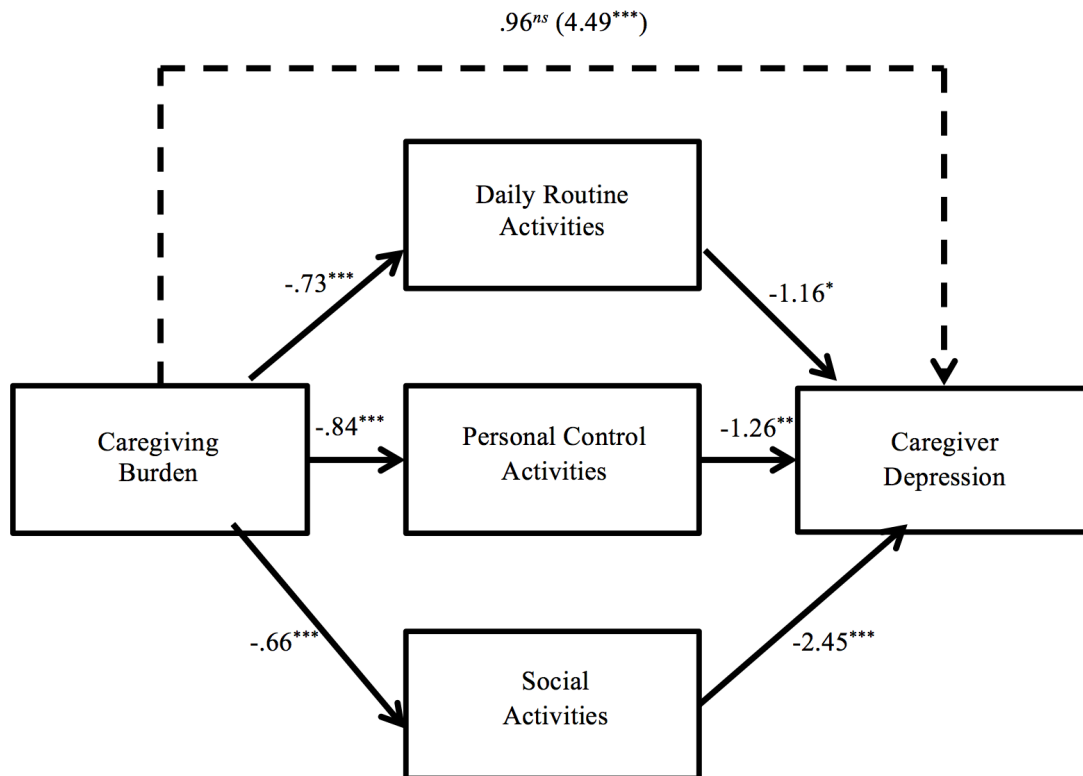 .96ns (4.49***)
Daily Routine
Activities
-.73***
-1.16*
Caregiving
Burden
-.84***
Personal Control
Activities
-1.26**
Caregiver
Depression
-.66***
Social
Activities
-2.45***